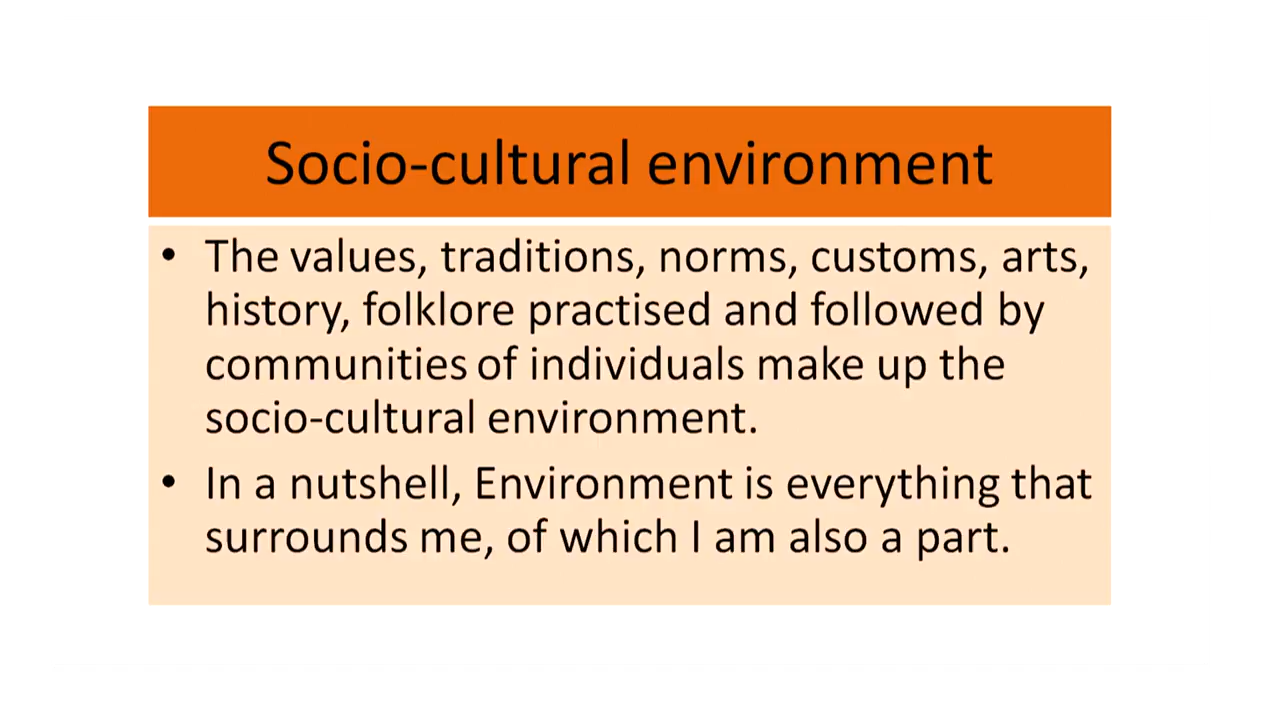 Socio-cultural environment
• The values, traditions, norms, customs, arts,
history, folklore practised and followed by
communities of individuals make up the
socio-cultural environment.
• In a nutshell, Environment is everything that
surrounds me, of which I am also a part.